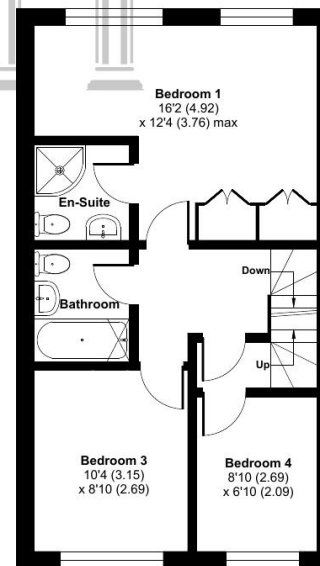 Bedroom 1
16'2 (4.92)
x 12'4 (3.76) max
En-Suite
Down
Bathroom
Up
Bedroom 3
10'4 (3.15)
x 8'10 (2.69)
Bedroom 4
8'10 (2.69)
x 6'10 (2.09)